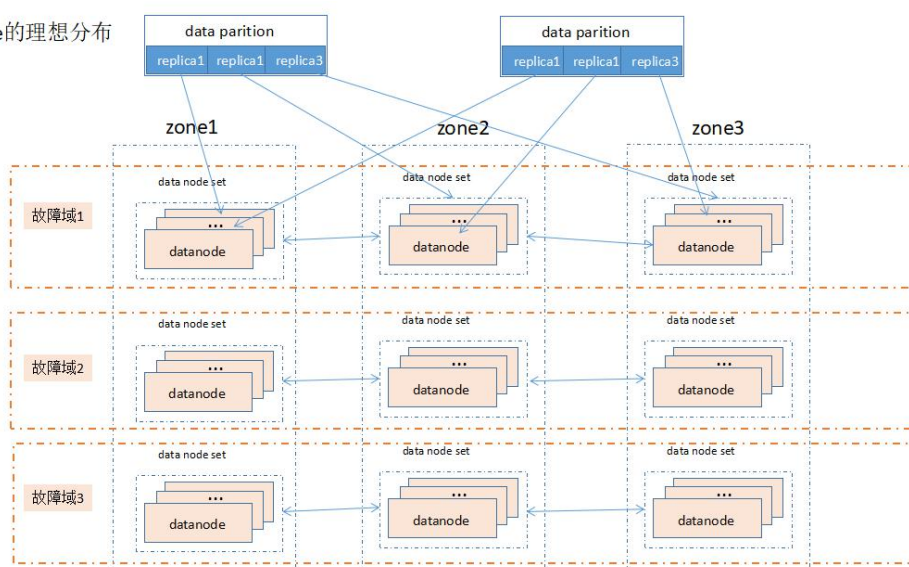 e的理想分布
data parition
replica1 replica1 replica3
data parition
replica1 replica1 replica3
zone1
zone2
zone3
故障域1
data node set
...
datanode
data node set
...
datanode
data node set
...
datanode
故障域2
data node set
...
datanode
data node set
...
datanode
data node set
...
datanode
故障域3
data node set
...
datanode
data node set
...
datanode
data node set
...
datanode